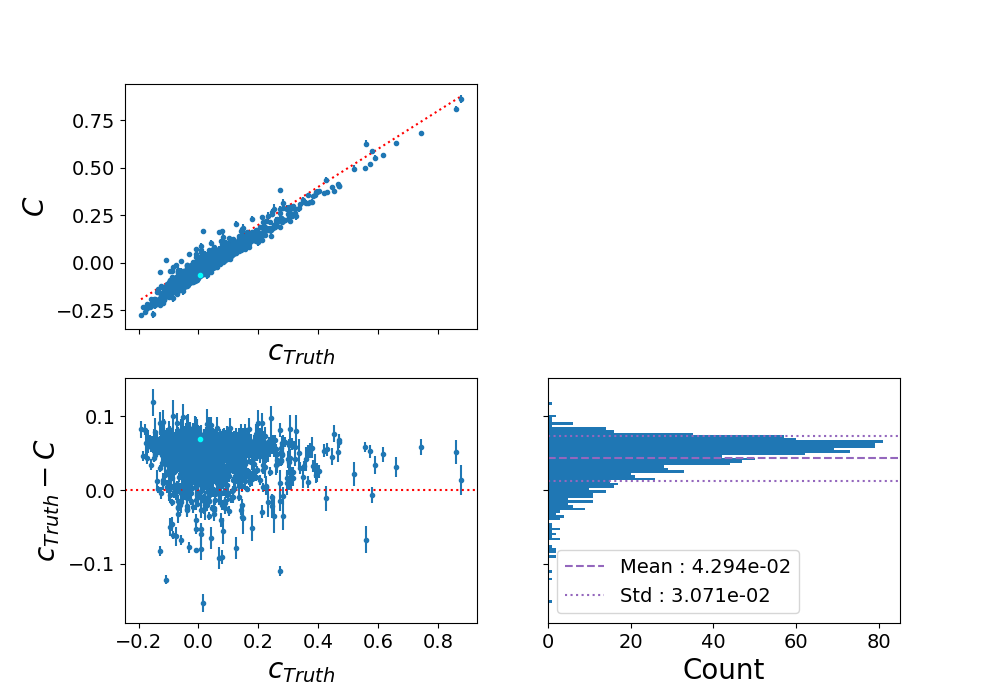 0.75
0.50
0.25
0.00
−0.25
C
c_Truth
0.1
0.0
−0.1
c_Truth − C
−0.2 0.0 0.2 0.4 0.6 0.8
c_Truth
Mean : 4.294e-02
Std : 3.071e-02
0 20 40 60 80
Count